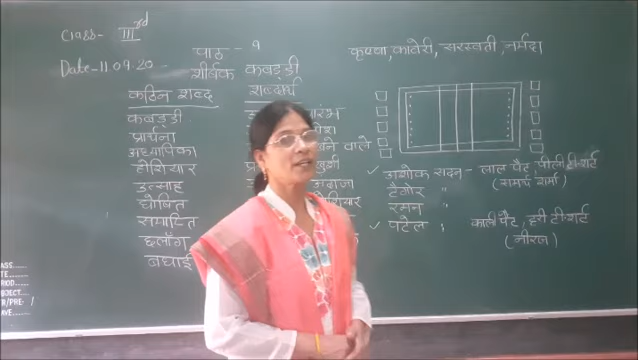 Class- III rd
Date-11.09.20
पाठ - 9
शीर्षक कबड्डी
कठिन शब्द
कबड्डी
प्रार्थना
अध्यापिका
होशियार
उत्साह
घोषित
समाप्ति
छलाँग
बधाई
शब्दार्थ
वाले
खुशी
अंदाजा
होशियार
कृष्णा, कावेरी, सरस्वती, नर्मदा
✓ अशोक सदन - लाल पैंट, पीली टी-शर्ट
(समर्थ शर्मा)
टैगोर "
रमन "
✓ पटेल " काली पैंट, हरी टी-शर्ट
(नीरज)